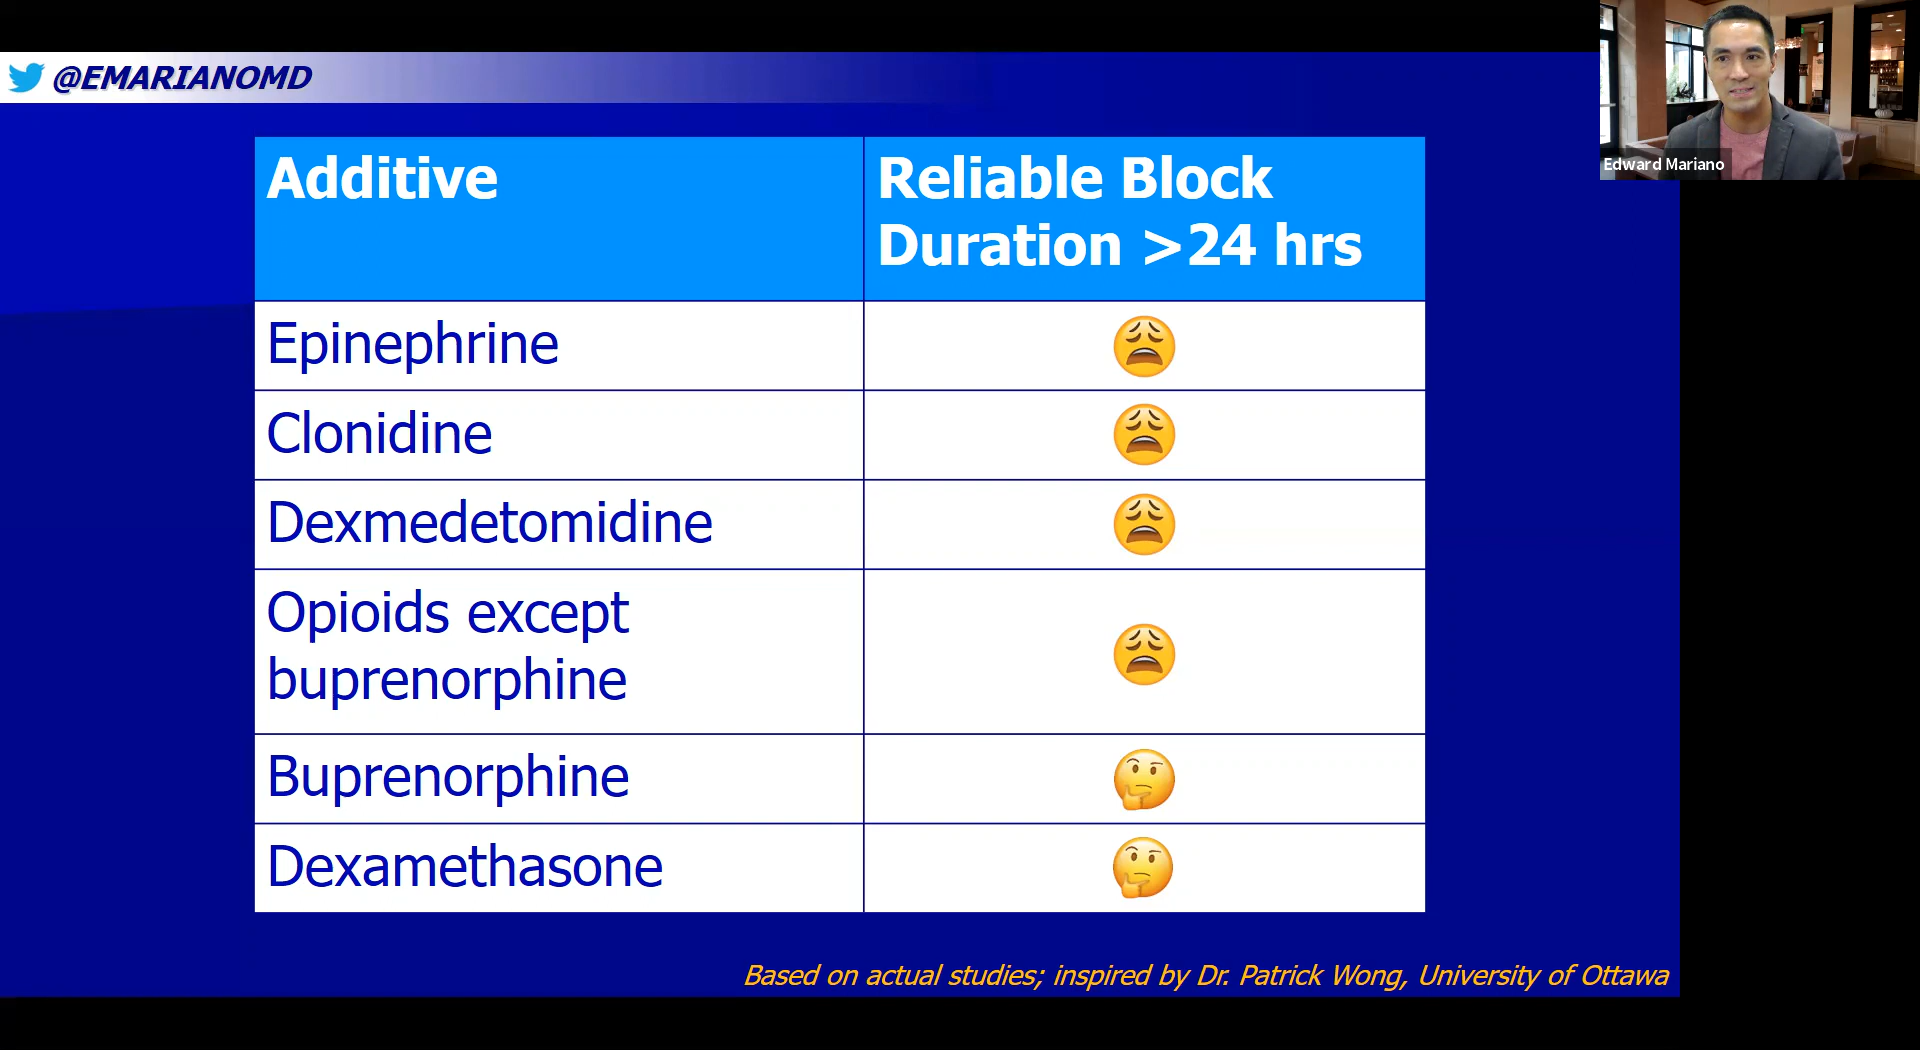 @EMARIANOMD
Edward Mariano
Additive
Reliable Block
Duration >24 hrs
Epinephrine
😩
Clonidine
😩
Dexmedetomidine
😩
Opioids except
buprenorphine
😩
Buprenorphine
🤔
Dexamethasone
🤔
Based on actual studies; inspired by Dr. Patrick Wong, University of Ottawa